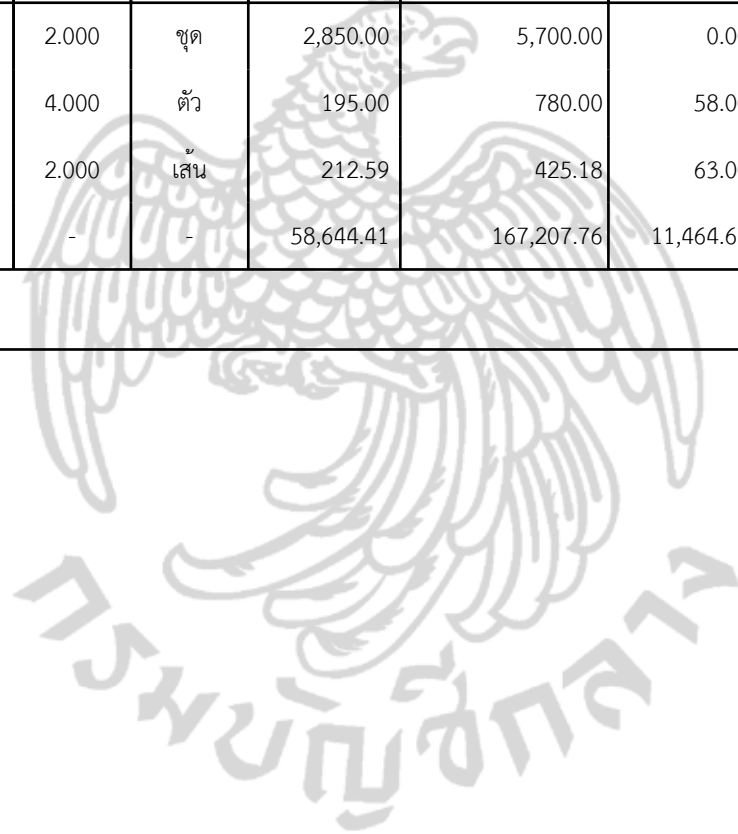 2.000 ชุด 2,850.00 5,700.00 0.0
4.000 ตัว 195.00 780.00 58.0
2.000 เส้น 212.59 425.18 63.0
- - 58,644.41 167,207.76 11,464.6
กรมบัญชีกลาง